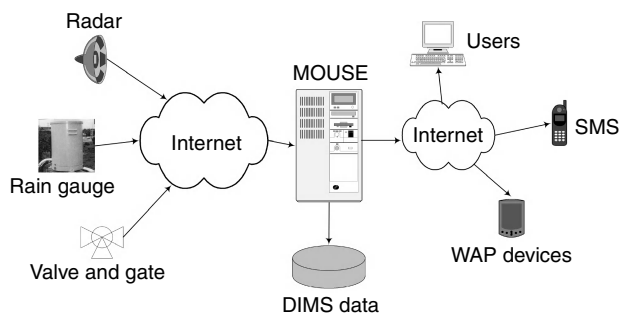 Radar
Rain gauge
Valve and gate
Internet
MOUSE
DIMS data
Internet
Users
SMS
WAP devices